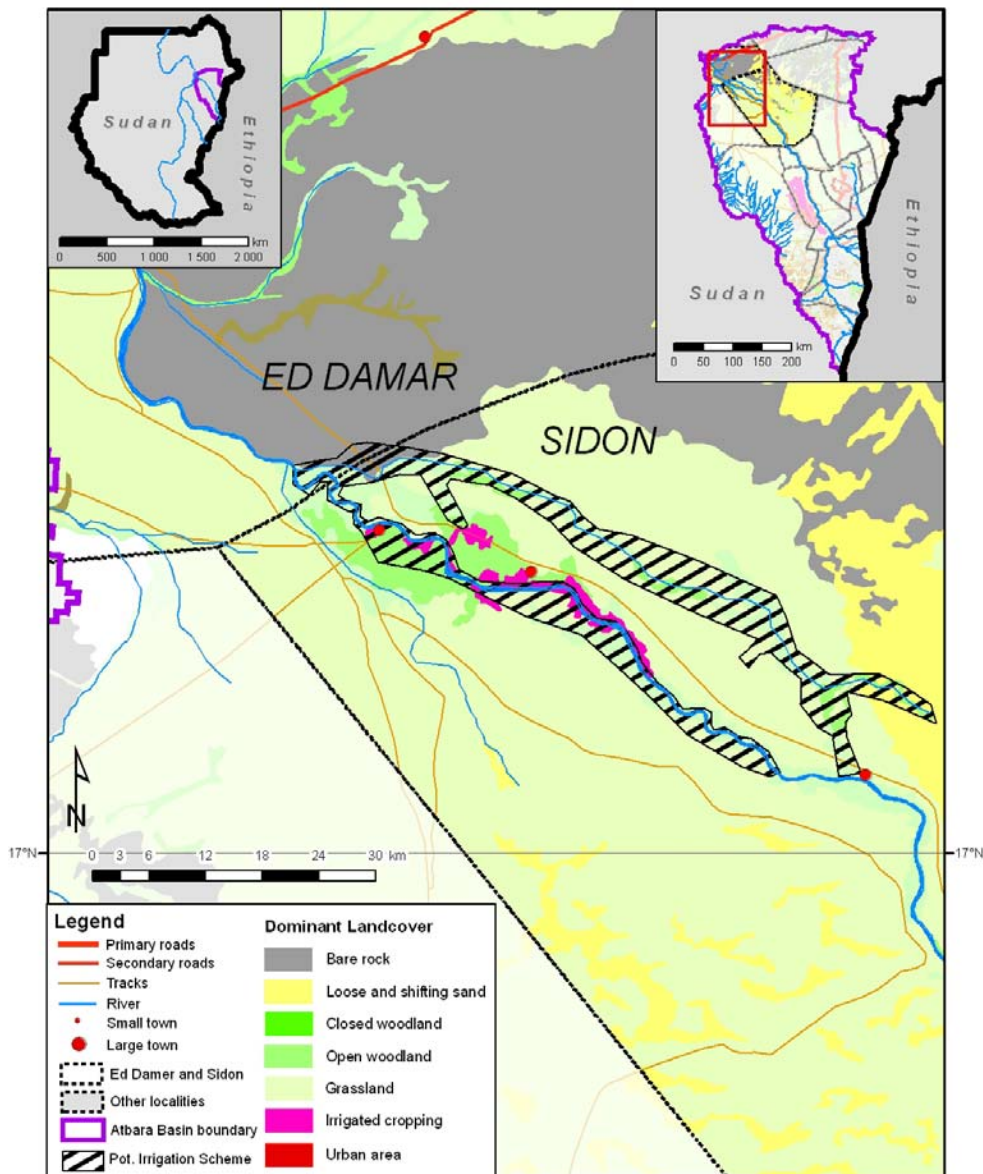 Sudan
Ethiopia
0 500 1 000 1 500 2 000
km
Sudan
Ethiopia
km
0 50 100 150 200
ED DAMAR
SIDON
N
17°N
17°N
0 3 6 12 18 24 30
km
Legend
Primary roads
Secondary roads
Tracks
River
Small town
Large town
Ed Damer and Sidon
Other localities
Atbara Basin boundary
Pot. Irrigation Scheme
Dominant Landcover
Bare rock
Loose and shifting sand
Closed woodland
Open woodland
Grassland
Irrigated cropping
Urban area